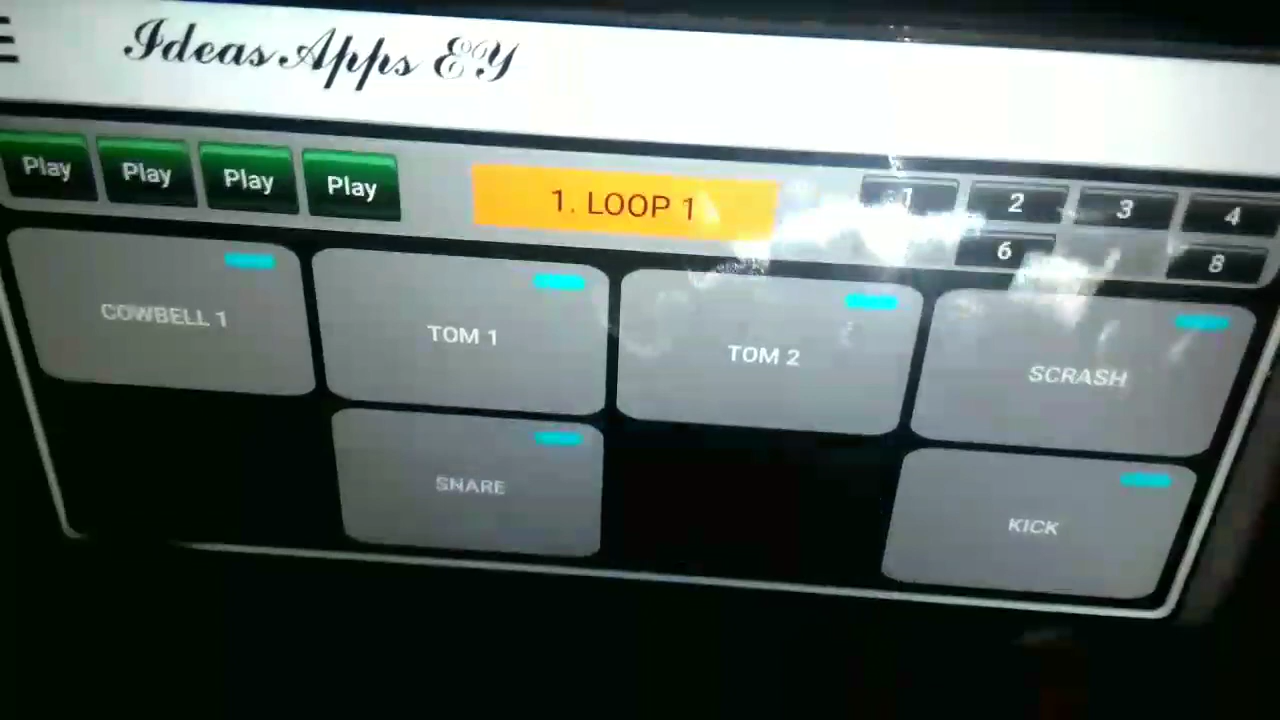 Ideas Apps EY
Play Play Play Play
1. LOOP 1
1 2 3 4
6 8
COWBELL 1 TOM 1 TOM 2 SCRASH
SNARE KICK